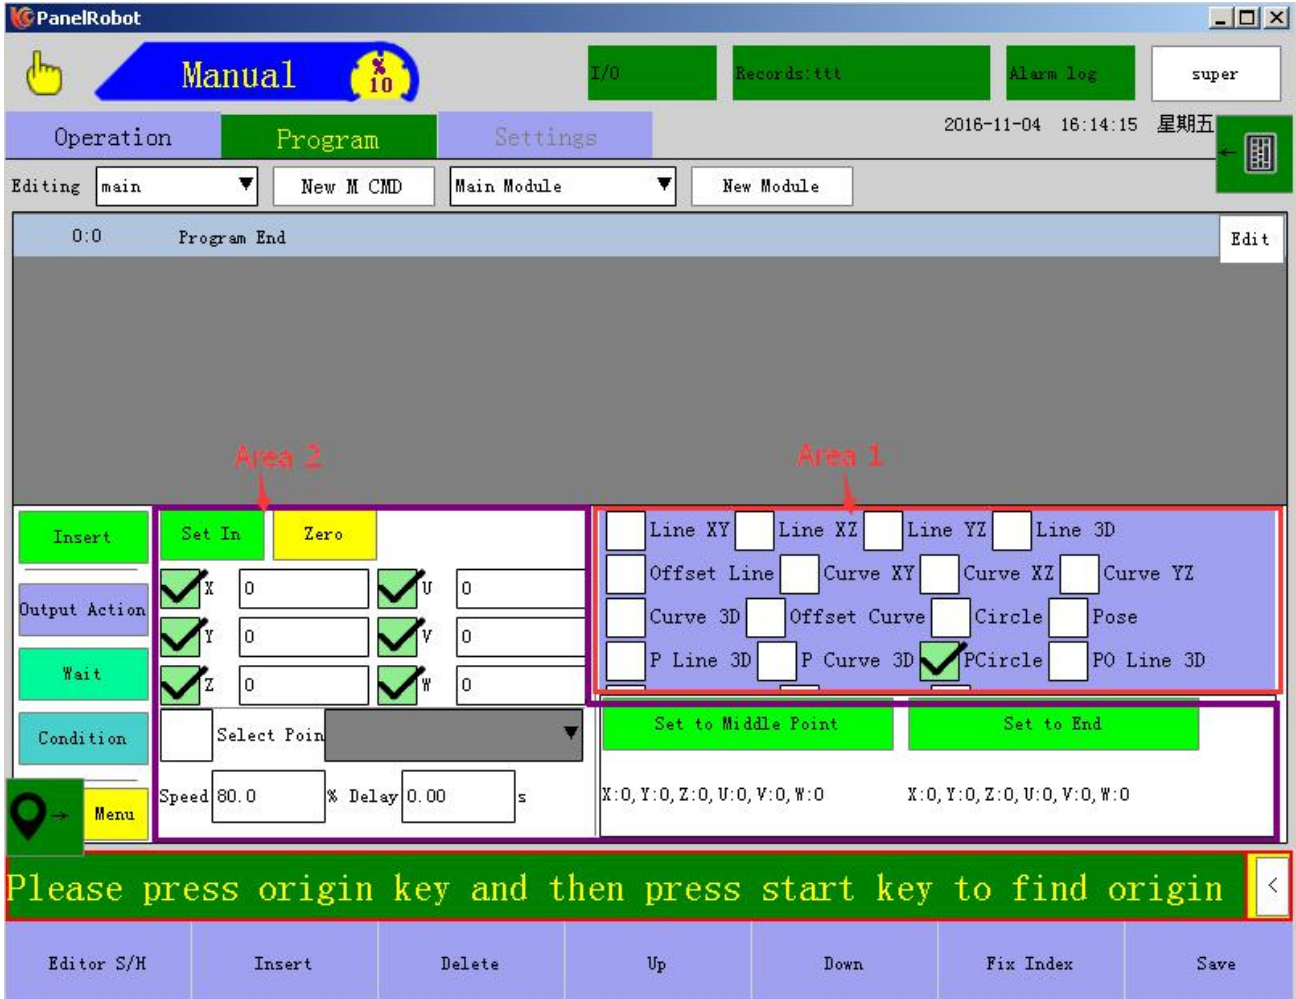 PanelRobot
Manual % 10 I/O Records:ttt Alarm log super
Operation Program Settings 2016-11-04 16:14:15 星期五
Editing main New M CMD Main Module New Module
0:0 Program End Edit
Area 2 Area 1
Insert Set In Zero Line XY Line XZ Line YZ Line 3D
X 0 U 0 Offset Line Curve XY Curve XZ Curve YZ
Output Action Y 0 V 0 Curve 3D Offset Curve Circle Pose
Wait Z 0 W 0 P Line 3D P Curve 3D PCircle PO Line 3D
Condition Select Poin Set to Middle Point Set to End
Menu Speed 80.0 % Delay 0.00 s X:0,Y:0,Z:0,U:0,V:0,W:0 X:0,Y:0,Z:0,U:0,V:0,W:0
Please press origin key and then press start key to find origin <
Editor S/H Insert Delete Up Down Fix Index Save